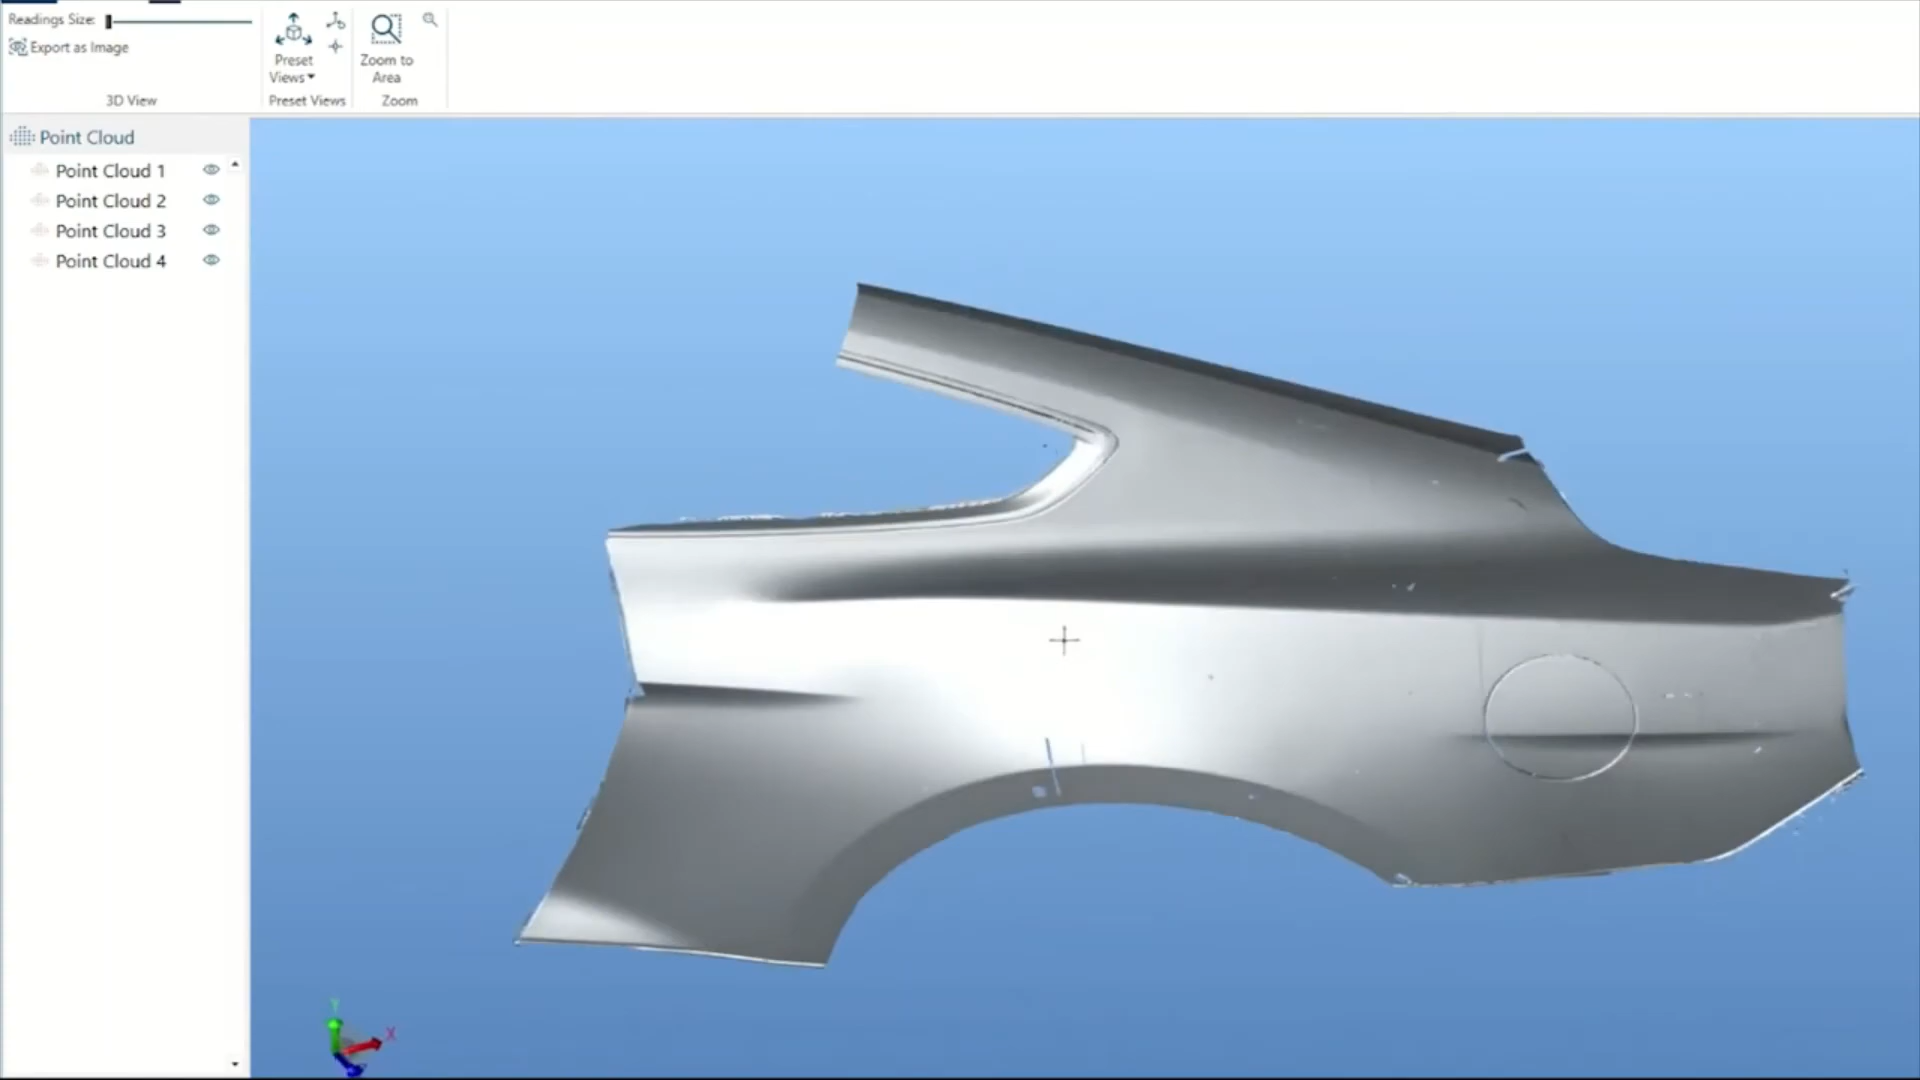 Readings Size:
Export as Image
3D View
Preset
Views
Preset Views
Zoom to
Area
Zoom
Point Cloud
Point Cloud 1
Point Cloud 2
Point Cloud 3
Point Cloud 4
Y
X